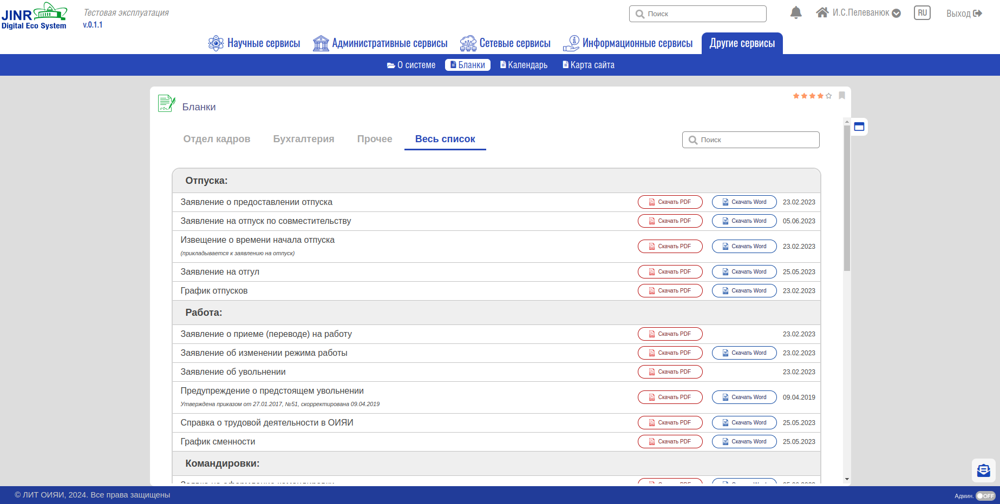 JINR
Digital Eco System
Тестовая эксплуатация
v.0.1.1
Поиск
И.С.Пелеванюк
RU
Выход
Научные сервисы
Административные сервисы
Сетевые сервисы
Информационные сервисы
Другие сервисы
О системе
Бланки
Календарь
Карта сайта
Бланки
Отдел кадров
Бухгалтерия
Прочее
Весь список
Поиск
Отпуска:
Заявление о предоставлении отпуска Скачать PDF Скачать Word 23.02.2023
Заявление на отпуск по совместительству Скачать PDF Скачать Word 05.06.2023
Извещение о времени начала отпуска
(прикладывается к заявлению на отпуск) Скачать PDF Скачать Word 23.02.2023
Заявление на отгул Скачать PDF Скачать Word 25.05.2023
График отпусков Скачать PDF Скачать Word 23.02.2023
Работа:
Заявление о приеме (переводе) на работу Скачать PDF 23.02.2023
Заявление об изменении режима работы Скачать PDF Скачать Word 23.02.2023
Заявление об увольнении Скачать PDF 23.02.2023
Предупреждение о предстоящем увольнении
Утверждена приказом от 27.01.2017, №51, скорректирована 09.04.2019 Скачать PDF Скачать Word 09.04.2019
Справка о трудовой деятельности в ОИЯИ Скачать PDF Скачать Word 25.05.2023
График сменности Скачать PDF Скачать Word 25.05.2023
Командировки:
© ЛИТ ОИЯИ, 2024. Все права защищены
Админ. OFF